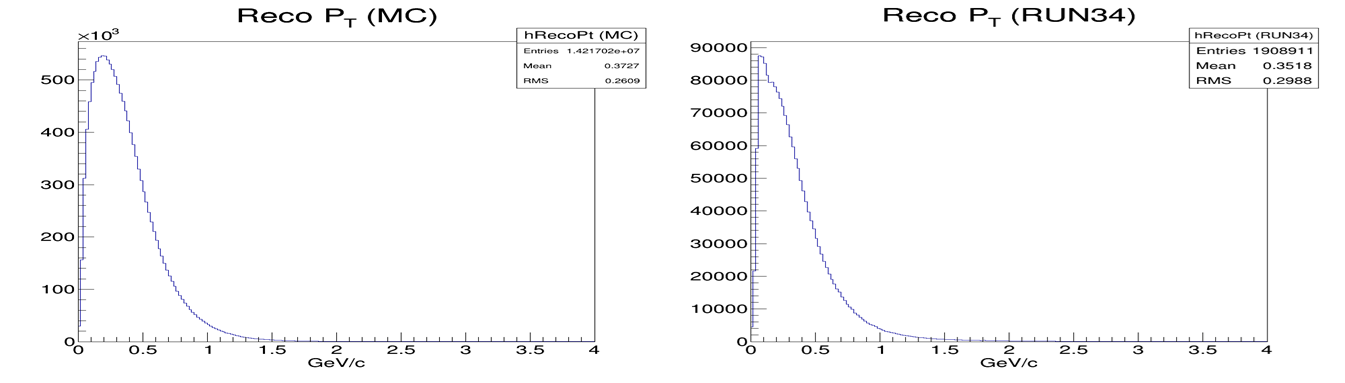 Reco P_T (MC)
hRecoPt (MC)
Entries 1.421702e+07
Mean 0.3727
RMS 0.2609
×10³
500
400
300
200
100
0
0 0.5 1 1.5 2 2.5 3 3.5 4
GeV/c
Reco P_T (RUN34)
hRecoPt (RUN34)
Entries 1908911
Mean 0.3518
RMS 0.2988
90000
80000
70000
60000
50000
40000
30000
20000
10000
0
0 0.5 1 1.5 2 2.5 3 3.5 4
GeV/c